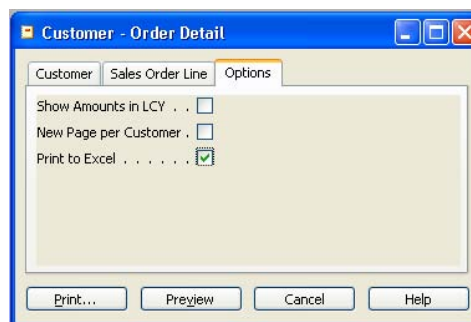 Customer - Order Detail
Customer Sales Order Line Options
Show Amounts in LCY . .
New Page per Customer .
Print to Excel . . . . . .
Print... Preview Cancel Help